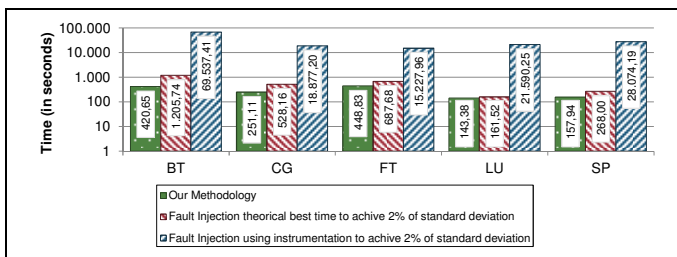 Time (in seconds)
100.000
10.000
1.000
100
10
1
420,65
1.205,74
69.537,41
251,11
528,16
18.877,20
448,83
687,68
15.227,96
143,38
161,52
21.590,25
157,94
268,00
28.074,19
BT
CG
FT
LU
SP
Our Methodology
Fault Injection theorical best time to achive 2% of standard deviation
Fault Injection using instrumentation to achive 2% of standard deviation